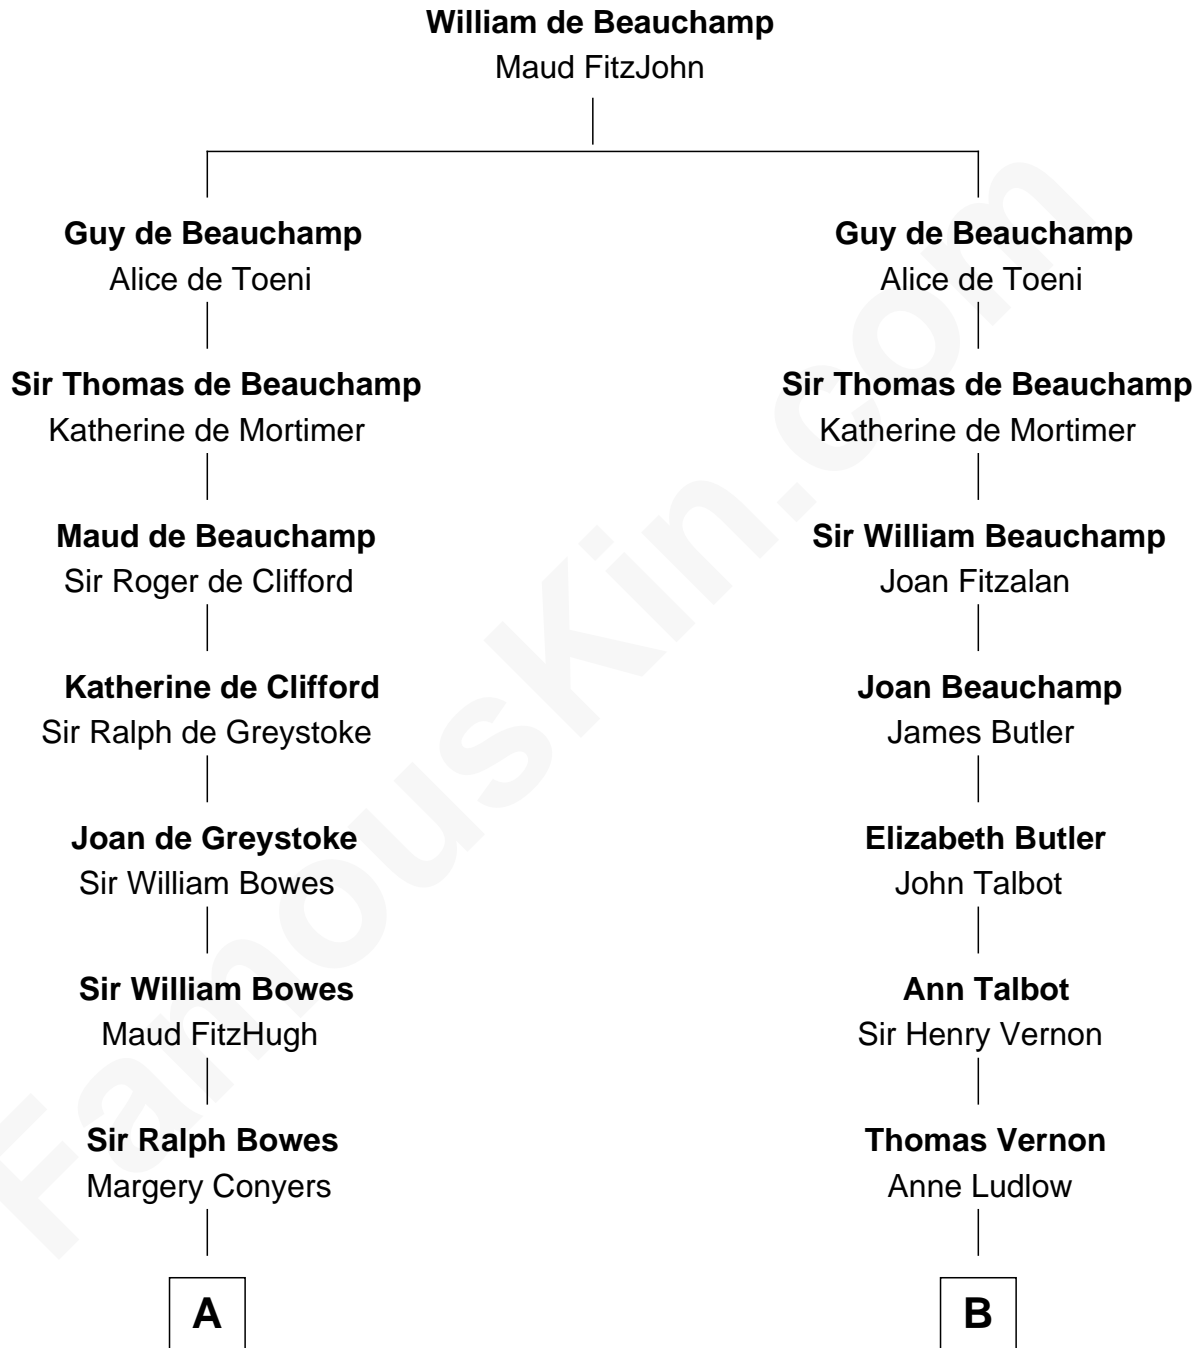 William de Beauchamp
Maud FitzJohn
Guy de Beauchamp
Alice de Toeni
Guy de Beauchamp
Alice de Toeni
Sir Thomas de Beauchamp
Katherine de Mortimer
Sir Thomas de Beauchamp
Katherine de Mortimer
Maud de Beauchamp
Sir Roger de Clifford
Sir William Beauchamp
Joan Fitzalan
Katherine de Clifford
Sir Ralph de Greystoke
Joan Beauchamp
James Butler
Joan de Greystoke
Sir William Bowes
Elizabeth Butler
John Talbot
Sir William Bowes
Maud FitzHugh
Ann Talbot
Sir Henry Vernon
Sir Ralph Bowes
Margery Conyers
Thomas Vernon
Anne Ludlow
A
B
FamousKin.com